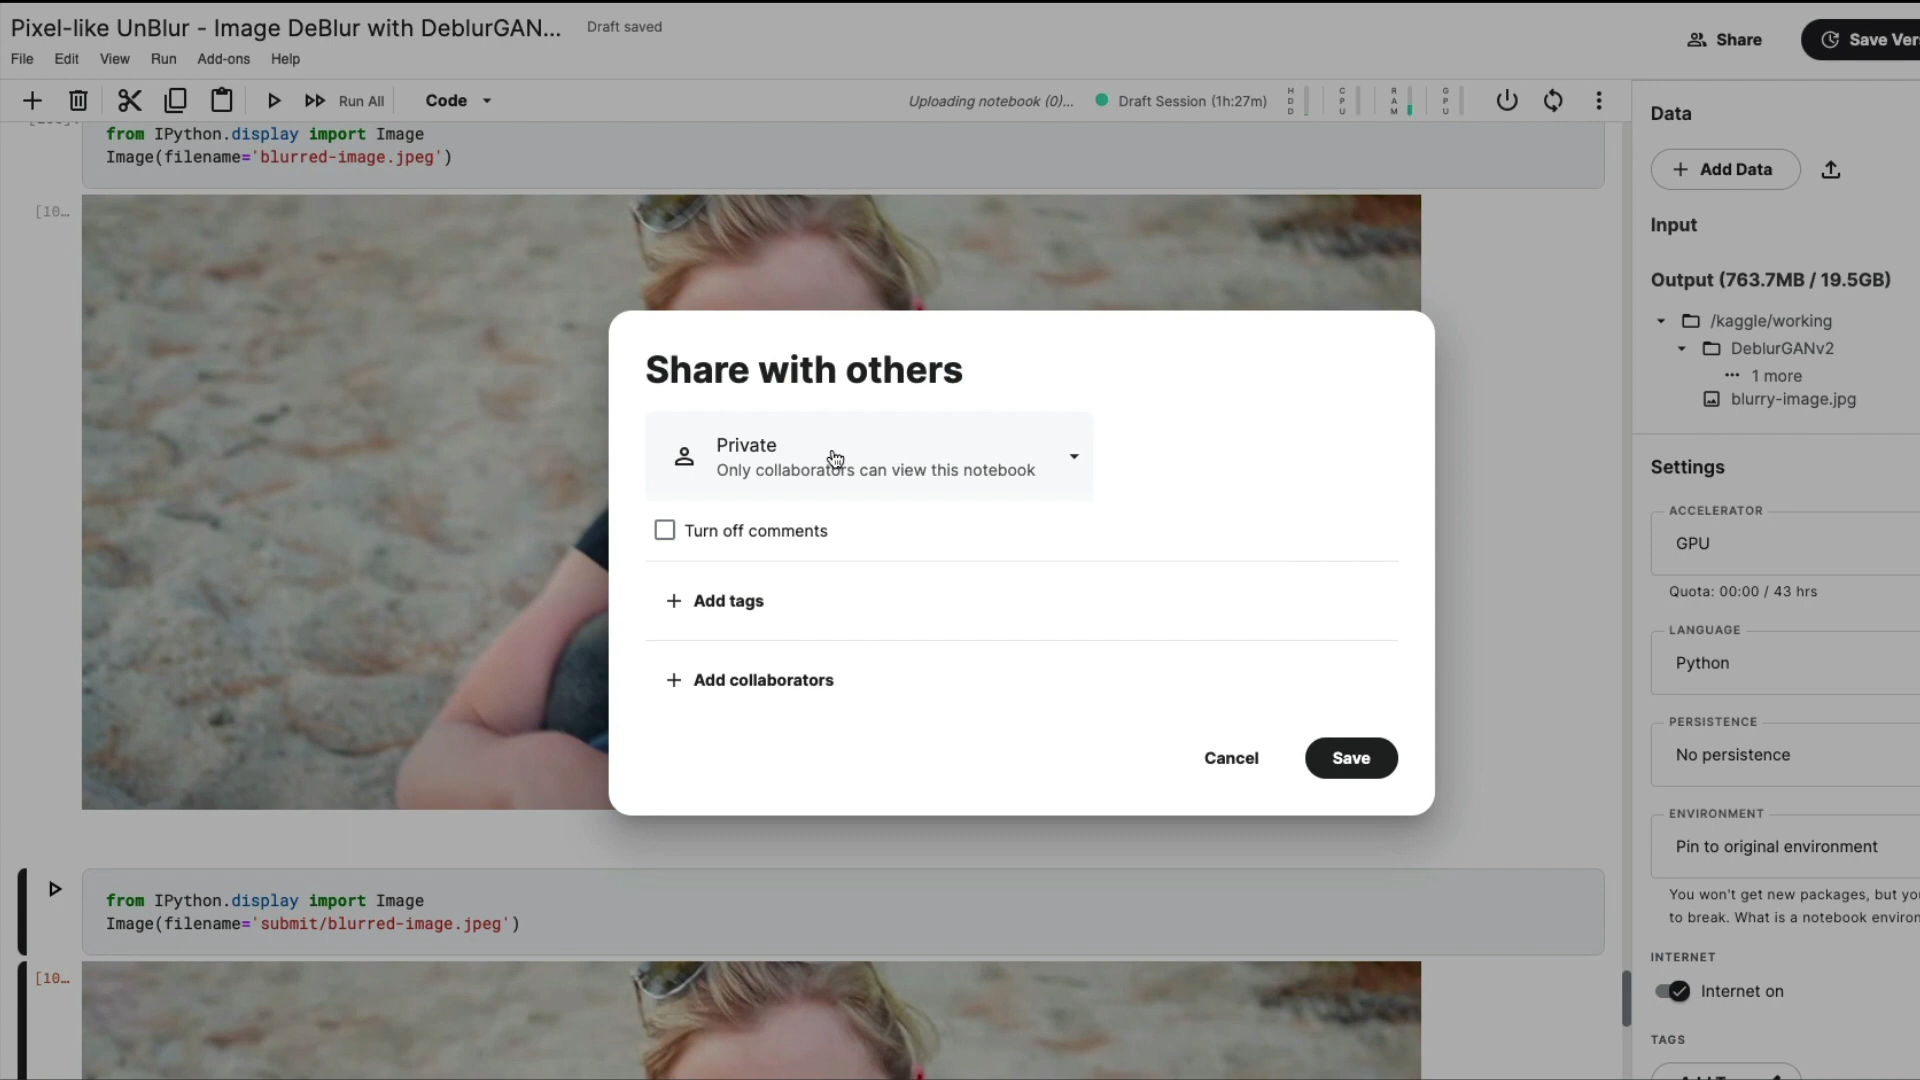 Pixel-like UnBlur - Image DeBlur with DeblurGAN...
Draft saved
Share
Save Ver
File Edit View Run Add-ons Help
Run All
Code
Uploading notebook (0)...
Draft Session (1h:27m)
HDD
CPU
RAM
GPU
from IPython.display import Image
Image(filename='blurred-image.jpeg')
[10...
Share with others
Private
Only collaborators can view this notebook
Turn off comments
+ Add tags
+ Add collaborators
Cancel
Save
from IPython.display import Image
Image(filename='submit/blurred-image.jpeg')
[10...
Data
+ Add Data
Input
Output (763.7MB / 19.5GB)
/kaggle/working
DeblurGANv2
... 1 more
blurry-image.jpg
Settings
ACCELERATOR
GPU
Quota: 00:00 / 43 hrs
LANGUAGE
Python
PERSISTENCE
No persistence
ENVIRONMENT
Pin to original environment
You won't get new packages, but yo
to break. What is a notebook environ
INTERNET
Internet on
TAGS